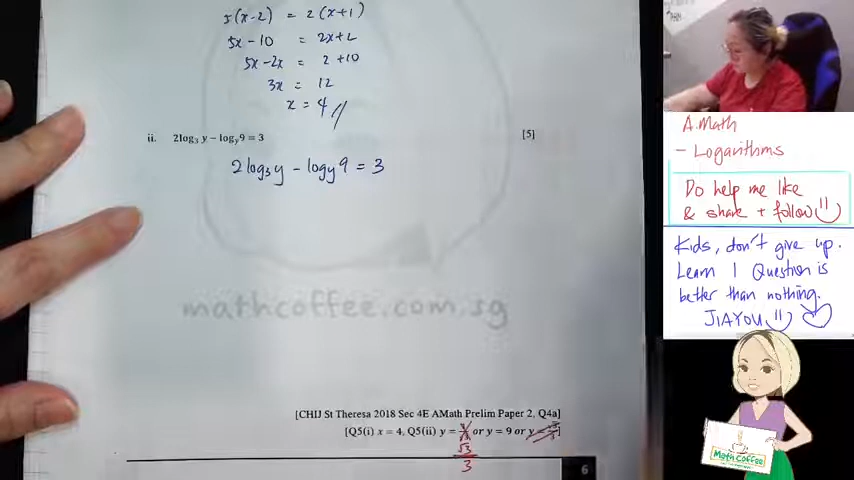 5(x-2) = 2(x+1)
5x-10 = 2x+2
5x-2x = 2+10
3x = 12
x = 4 //
ii. 2log₃ y – log_y 9 = 3 [5]
2log₃y - log_y 9 = 3
mathcoffee.com.sg
[CHIJ St Theresa 2018 Sec 4E AMath Prelim Paper 2, Q4a]
[Q5(i) x = 4, Q5(ii) y = or y = 9 or
√3
3
6
A.Math
- Logarithms
Do help me like
& share + follow
Kids, don't give up.
Learn 1 Question is
better than nothing.
JIAYOU
Math Coffee